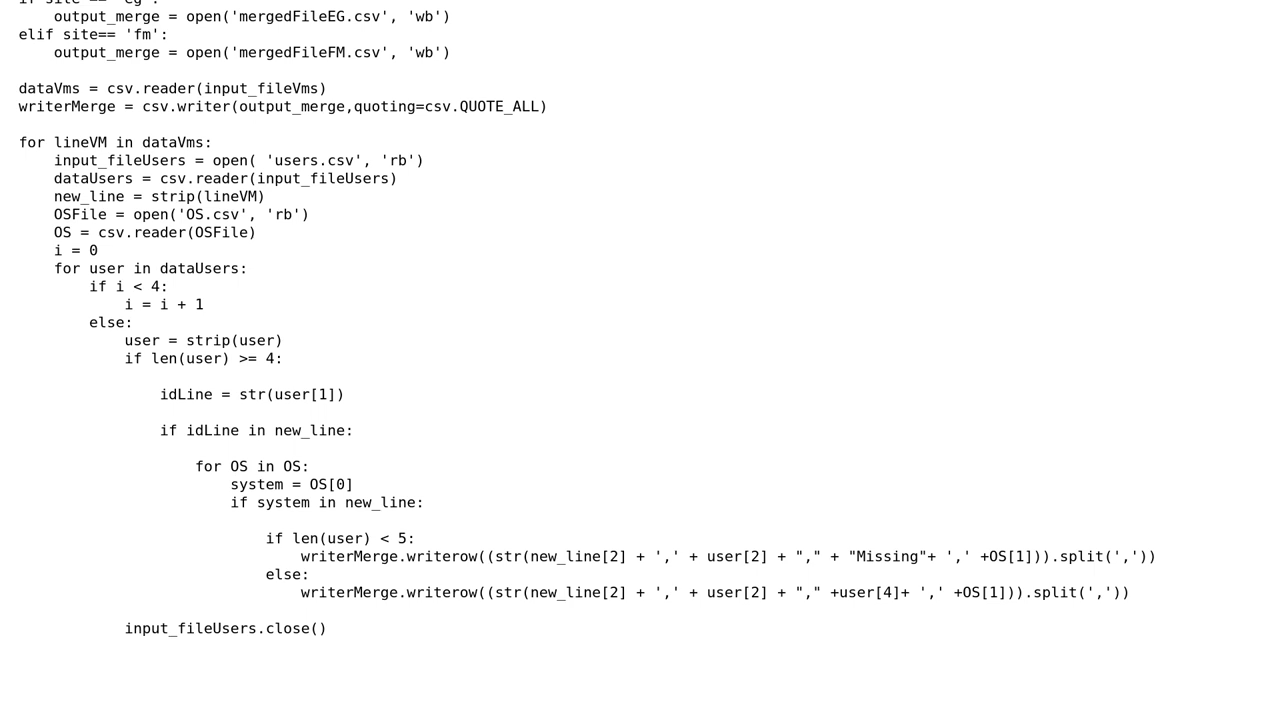 if site == 'eg':
    output_merge = open('mergedFileEG.csv', 'wb')
elif site== 'fm':
    output_merge = open('mergedFileFM.csv', 'wb')

dataVms = csv.reader(input_fileVms)
writerMerge = csv.writer(output_merge,quoting=csv.QUOTE_ALL)

for lineVM in dataVms:
    input_fileUsers = open( 'users.csv', 'rb')
    dataUsers = csv.reader(input_fileUsers)
    new_line = strip(lineVM)
    OSFile = open('OS.csv', 'rb')
    OS = csv.reader(OSFile)
    i = 0
    for user in dataUsers:
        if i < 4:
            i = i + 1
        else:
            user = strip(user)
            if len(user) >= 4:

                idLine = str(user[1])

                if idLine in new_line:

                    for OS in OS:
                        system = OS[0]
                        if system in new_line:

                            if len(user) < 5:
                                writerMerge.writerow((str(new_line[2] + ',' + user[2] + "," + "Missing"+ ',' +OS[1])).split(','))
                            else:
                                writerMerge.writerow((str(new_line[2] + ',' + user[2] + "," +user[4]+ ',' +OS[1])).split(','))

            input_fileUsers.close()